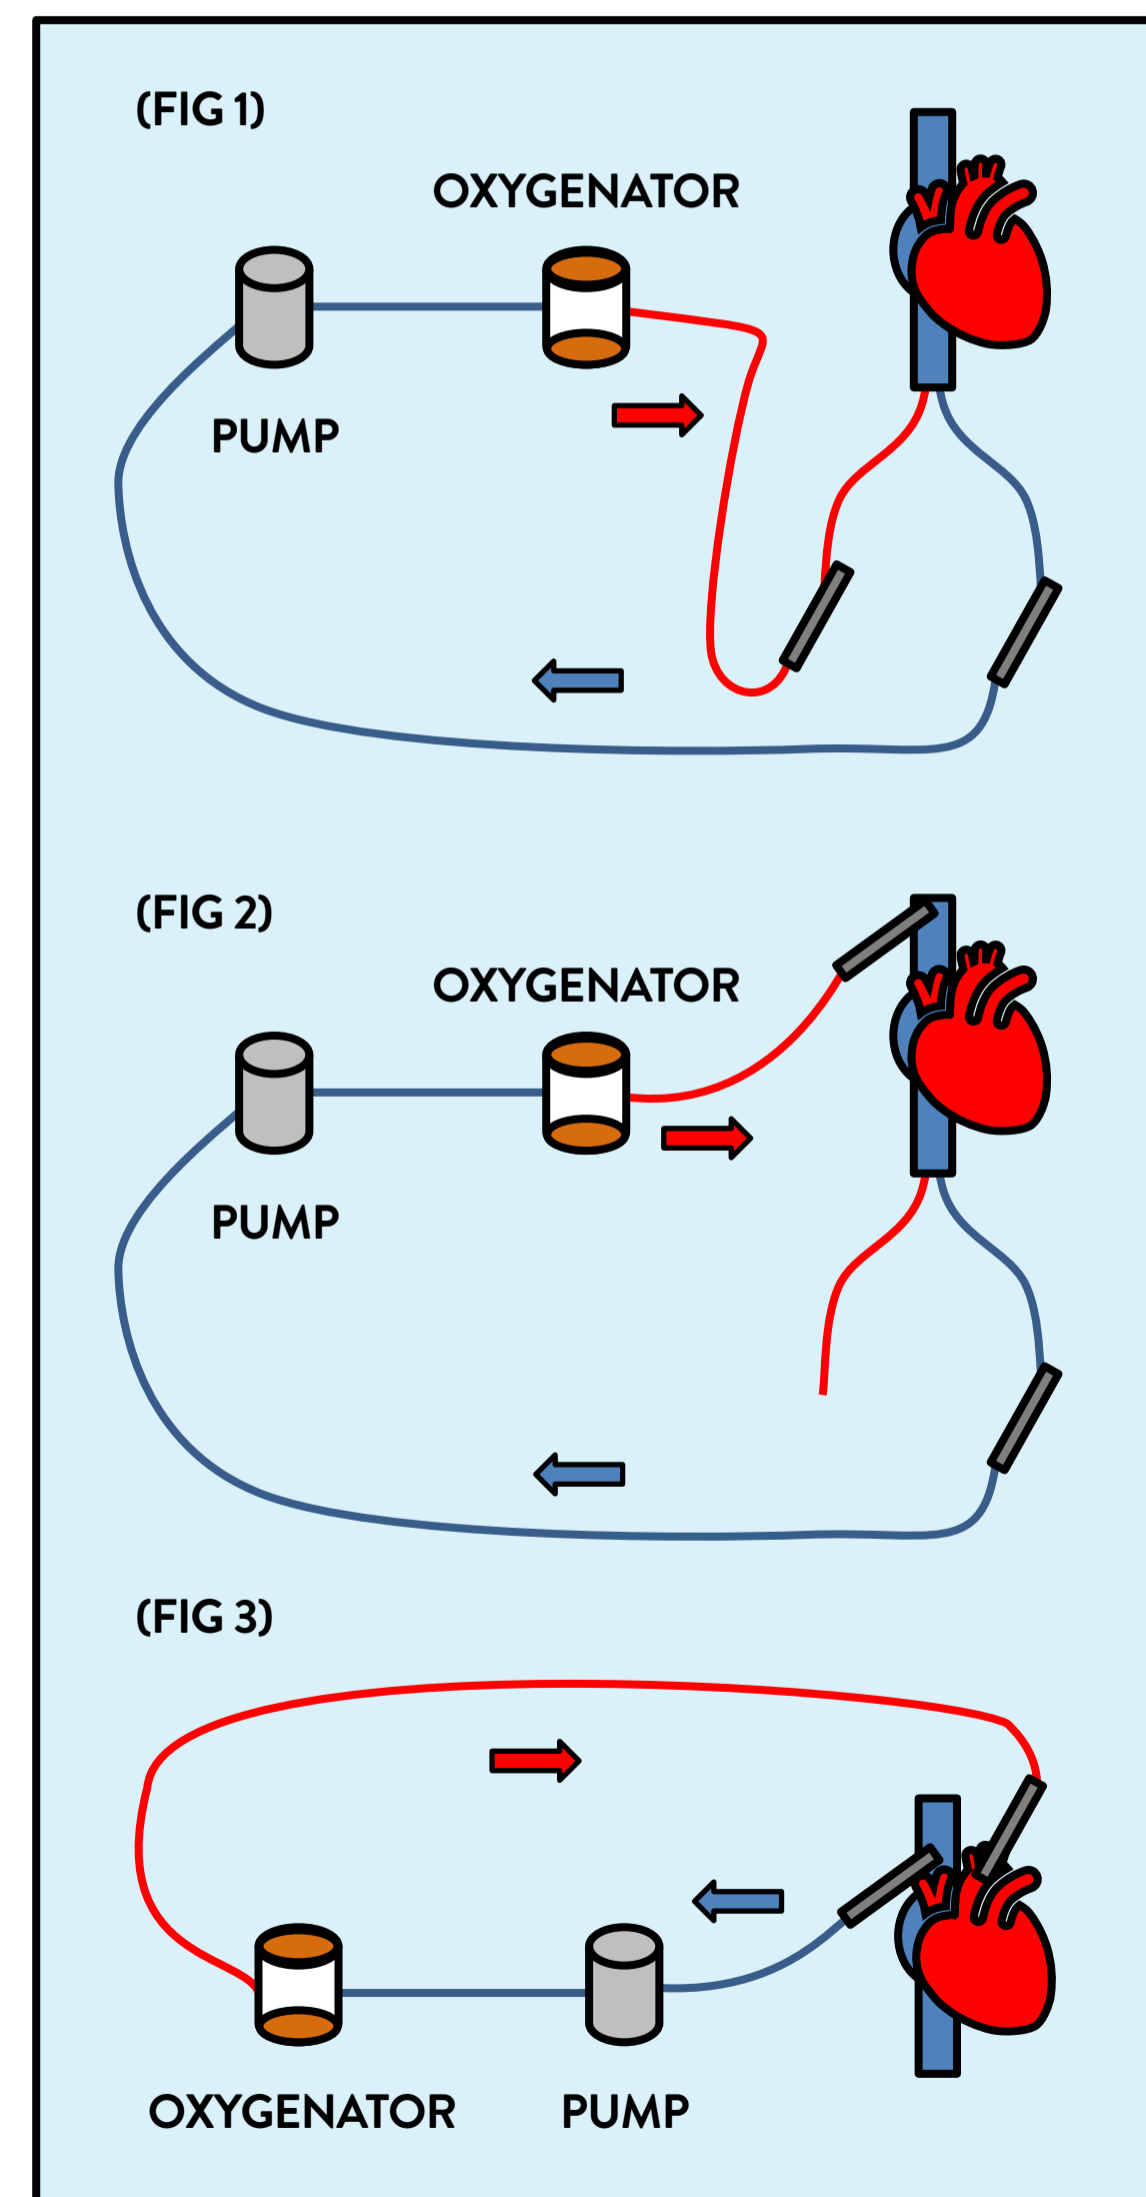 (FIG 1)
OXYGENATOR
PUMP
(FIG 2)
OXYGENATOR
PUMP
(FIG 3)
OXYGENATOR
PUMP